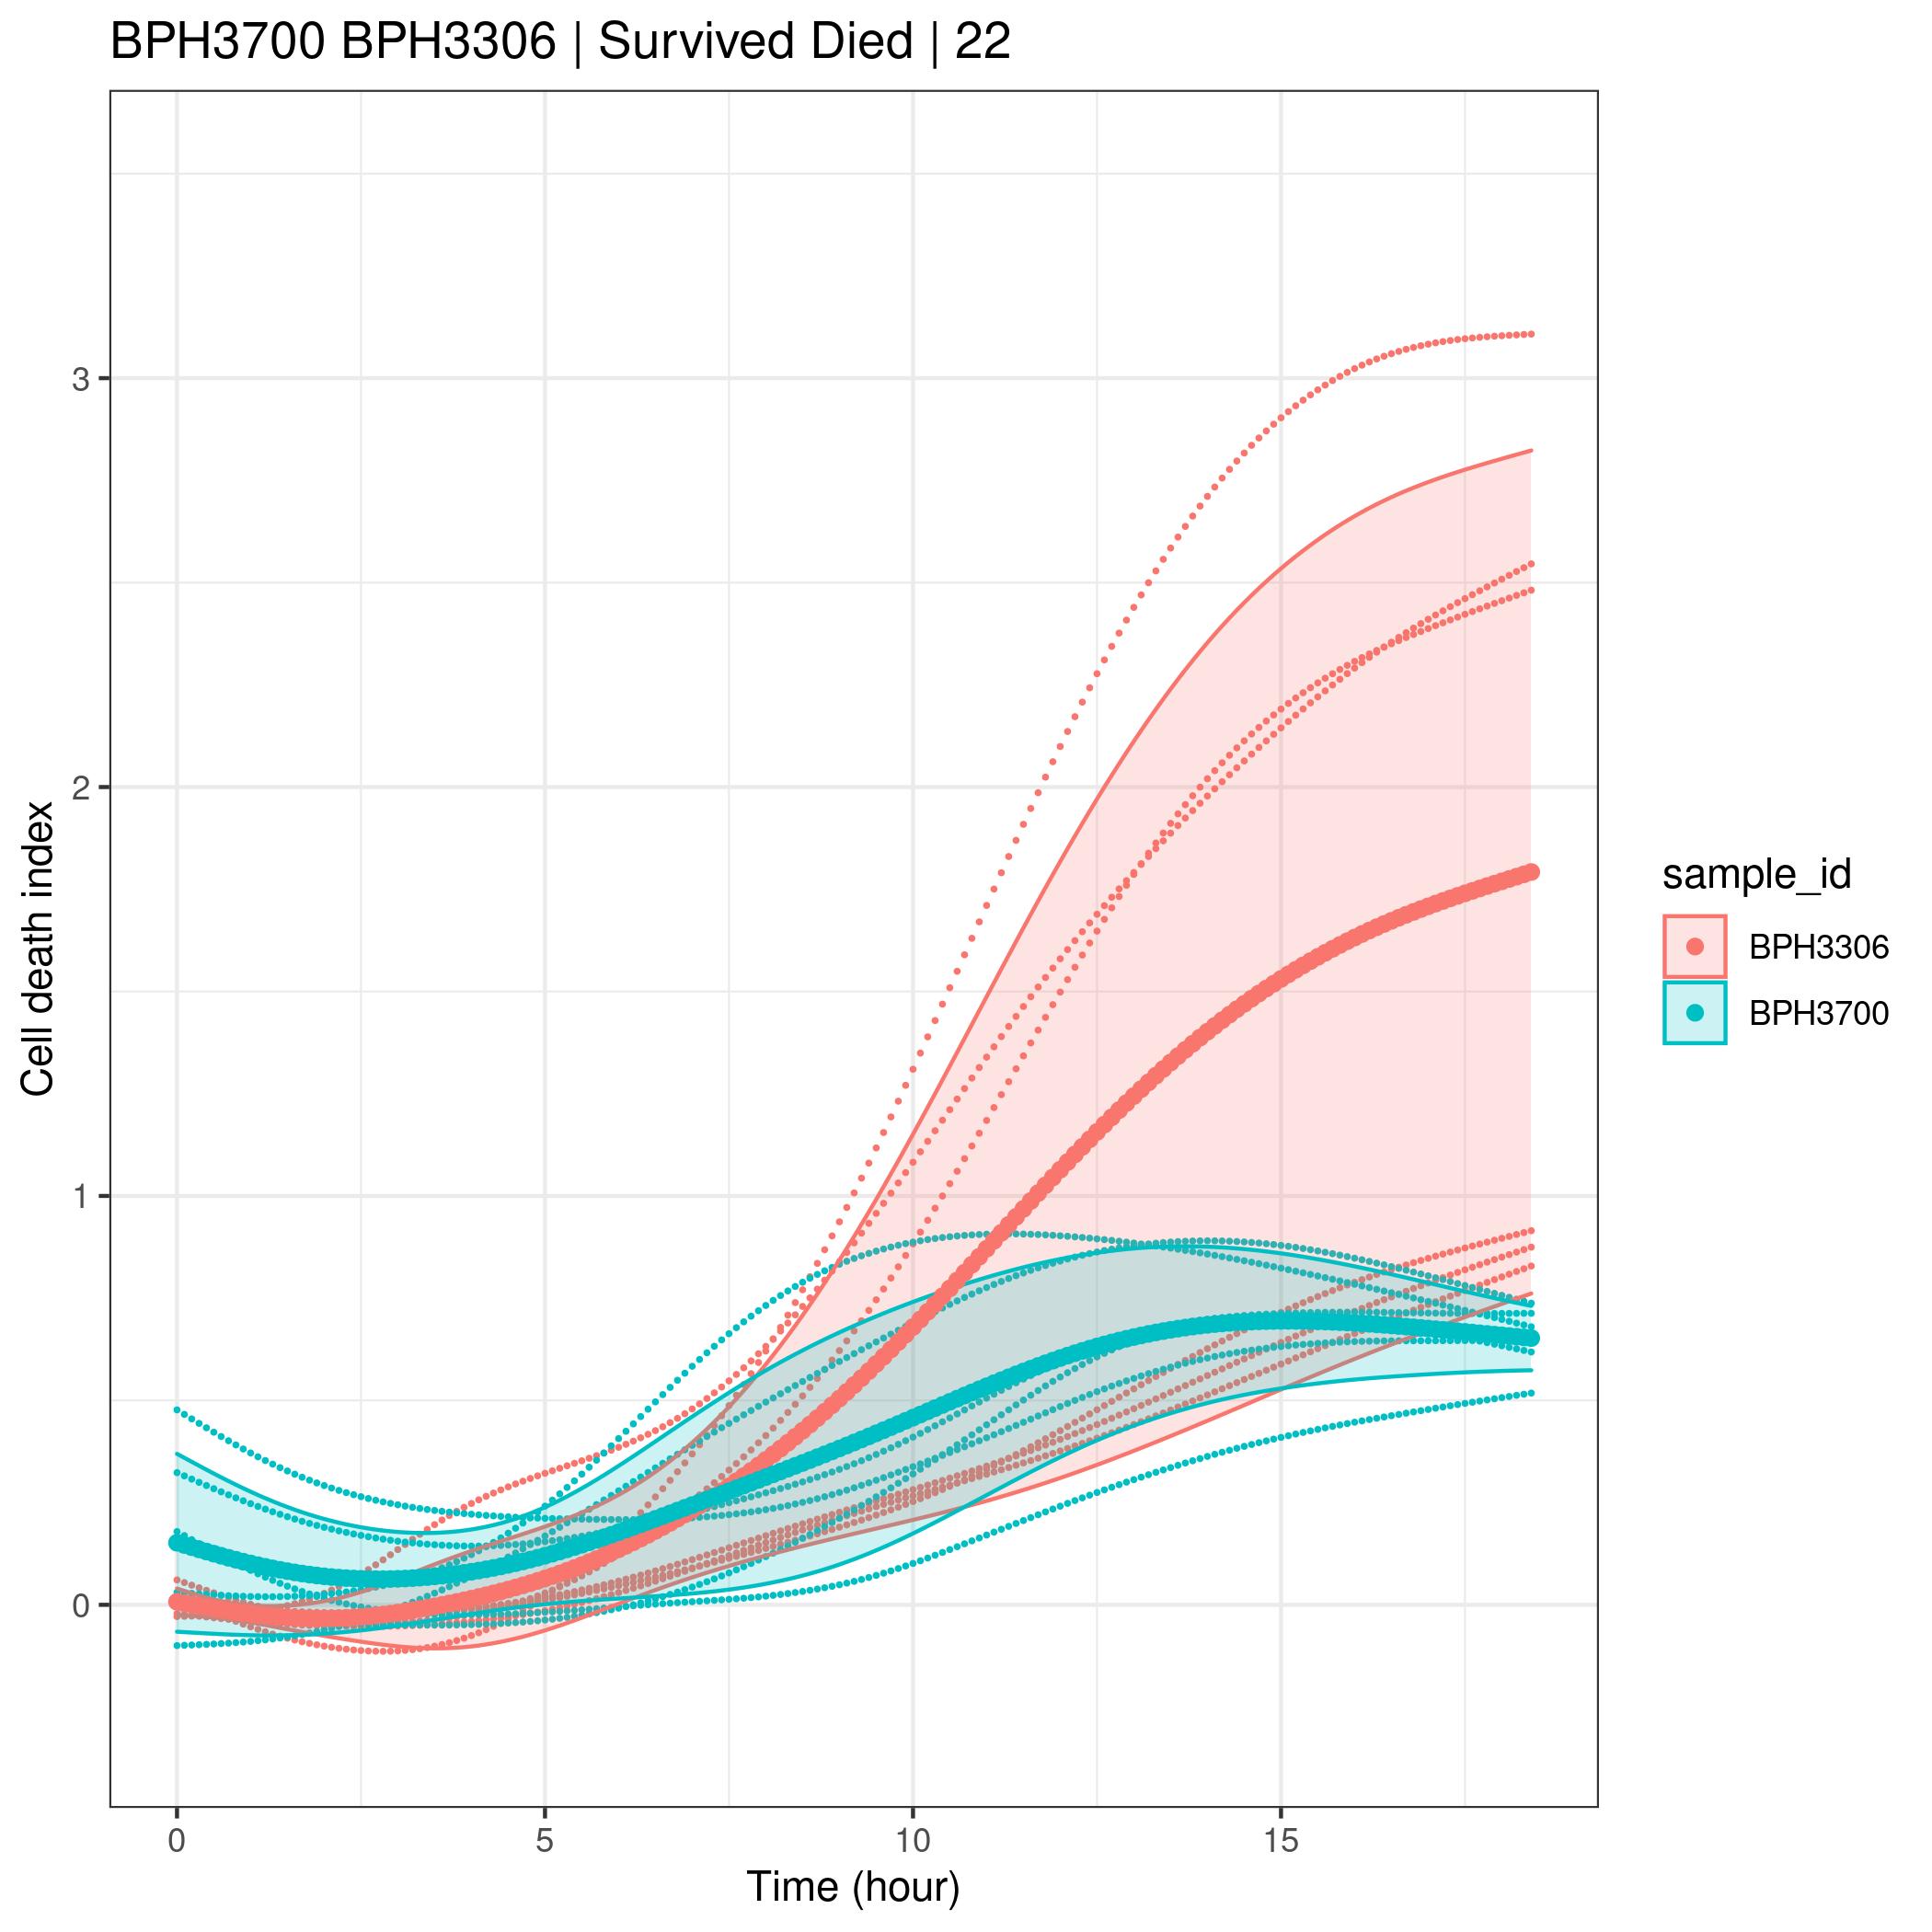 BPH3700 BPH3306 | Survived Died | 22
3
2
1
0
Cell death index
0 5 10 15
Time (hour)
sample_id
BPH3306
BPH3700